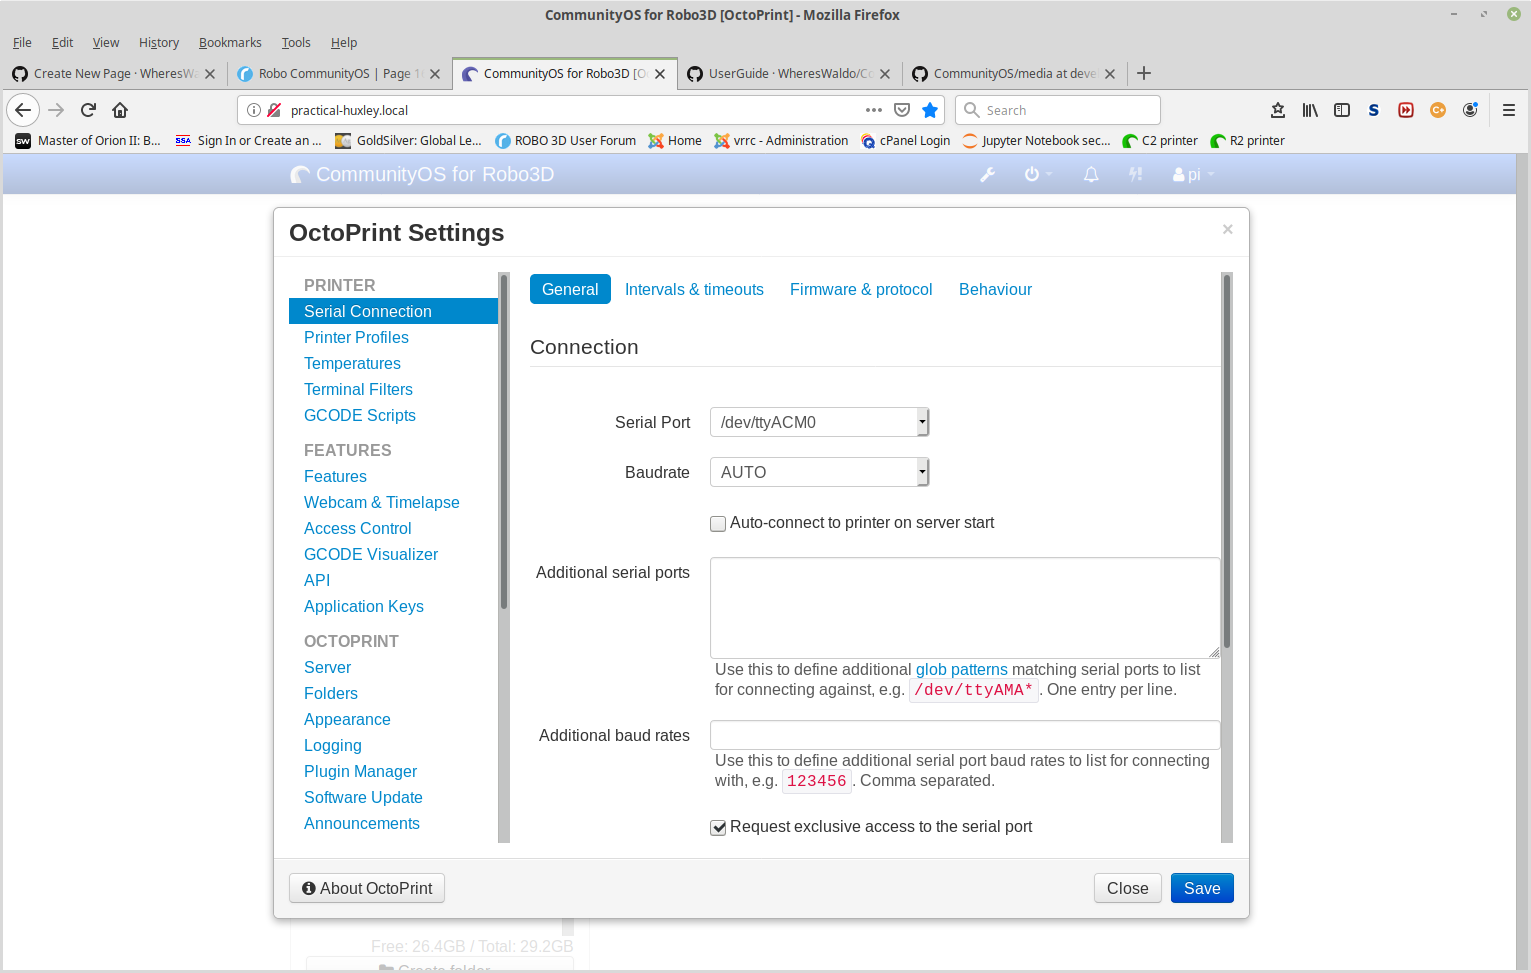 CommunityOS for Robo3D [OctoPrint] - Mozilla Firefox
File Edit View History Bookmarks Tools Help
Create New Page · WheresWa
Robo CommunityOS | Page 1
CommunityOS for Robo3D [O
UserGuide · WheresWaldo/Co
CommunityOS/media at deve
practical-huxley.local
Search
SW Master of Orion II: B...
SSA Sign In or Create an ...
GoldSilver: Global Le...
ROBO 3D User Forum
Home
vrrc - Administration
cPanel Login
Jupyter Notebook sec...
C2 printer
R2 printer
CommunityOS for Robo3D
pi
OctoPrint Settings
×
PRINTER
Serial Connection
Printer Profiles
Temperatures
Terminal Filters
GCODE Scripts
FEATURES
Features
Webcam & Timelapse
Access Control
GCODE Visualizer
API
Application Keys
OCTOPRINT
Server
Folders
Appearance
Logging
Plugin Manager
Software Update
Announcements
General Intervals & timeouts Firmware & protocol Behaviour
Connection
Serial Port /dev/ttyACM0
Baudrate AUTO
Auto-connect to printer on server start
Additional serial ports
Use this to define additional glob patterns matching serial ports to list
for connecting against, e.g. /dev/ttyAMA* . One entry per line.
Additional baud rates
Use this to define additional serial port baud rates to list for connecting
with, e.g. 123456 . Comma separated.
Request exclusive access to the serial port
About OctoPrint
Close
Save
Free: 26.4GB / Total: 29.2GB
Create folder